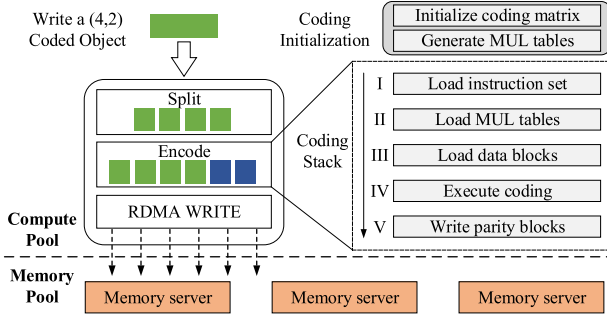 Write a (4,2)
Coded Object
Coding
Initialization
Initialize coding matrix
Generate MUL tables
Split
Encode
RDMA WRITE
Coding
Stack
I Load instruction set
II Load MUL tables
III Load data blocks
IV Execute coding
V Write parity blocks
Compute
Pool
Memory
Pool
Memory server
Memory server
Memory server